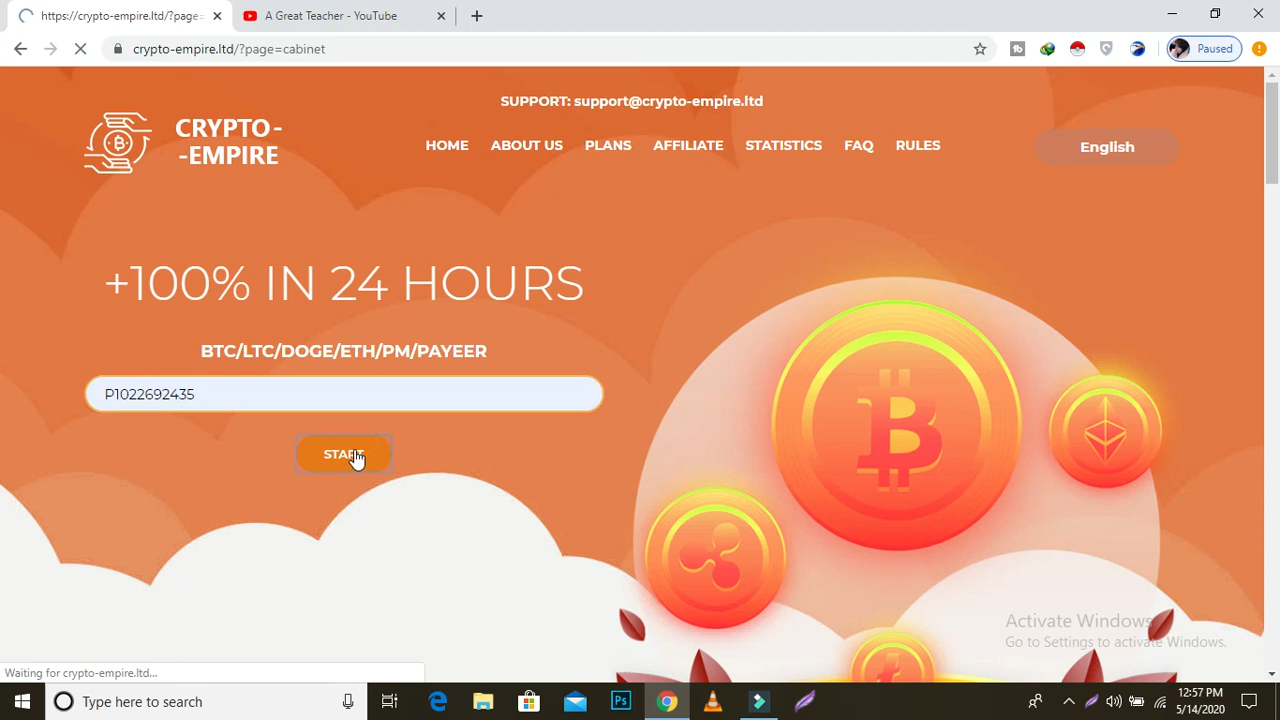 https://crypto-empire.ltd/?page=
A Great Teacher - YouTube
crypto-empire.ltd/?page=cabinet
Paused
SUPPORT: support@crypto-empire.ltd
CRYPTO-
-EMPIRE
HOME ABOUT US PLANS AFFILIATE STATISTICS FAQ RULES
English
+100% IN 24 HOURS
BTC/LTC/DOGE/ETH/PM/PAYEER
P1022692435
START
Activate Windows
Go to Settings to activate Windows.
Waiting for crypto-empire.ltd...
Type here to search
Ps
12:57 PM
5/14/2020